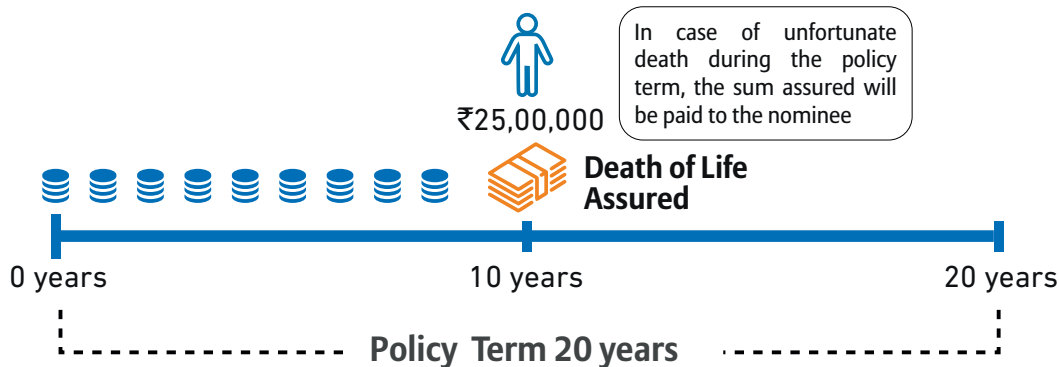 In case of unfortunate
death during the policy
term, the sum assured will
be paid to the nominee
₹25,00,000
Death of Life
Assured
0 years
10 years
20 years
Policy Term 20 years